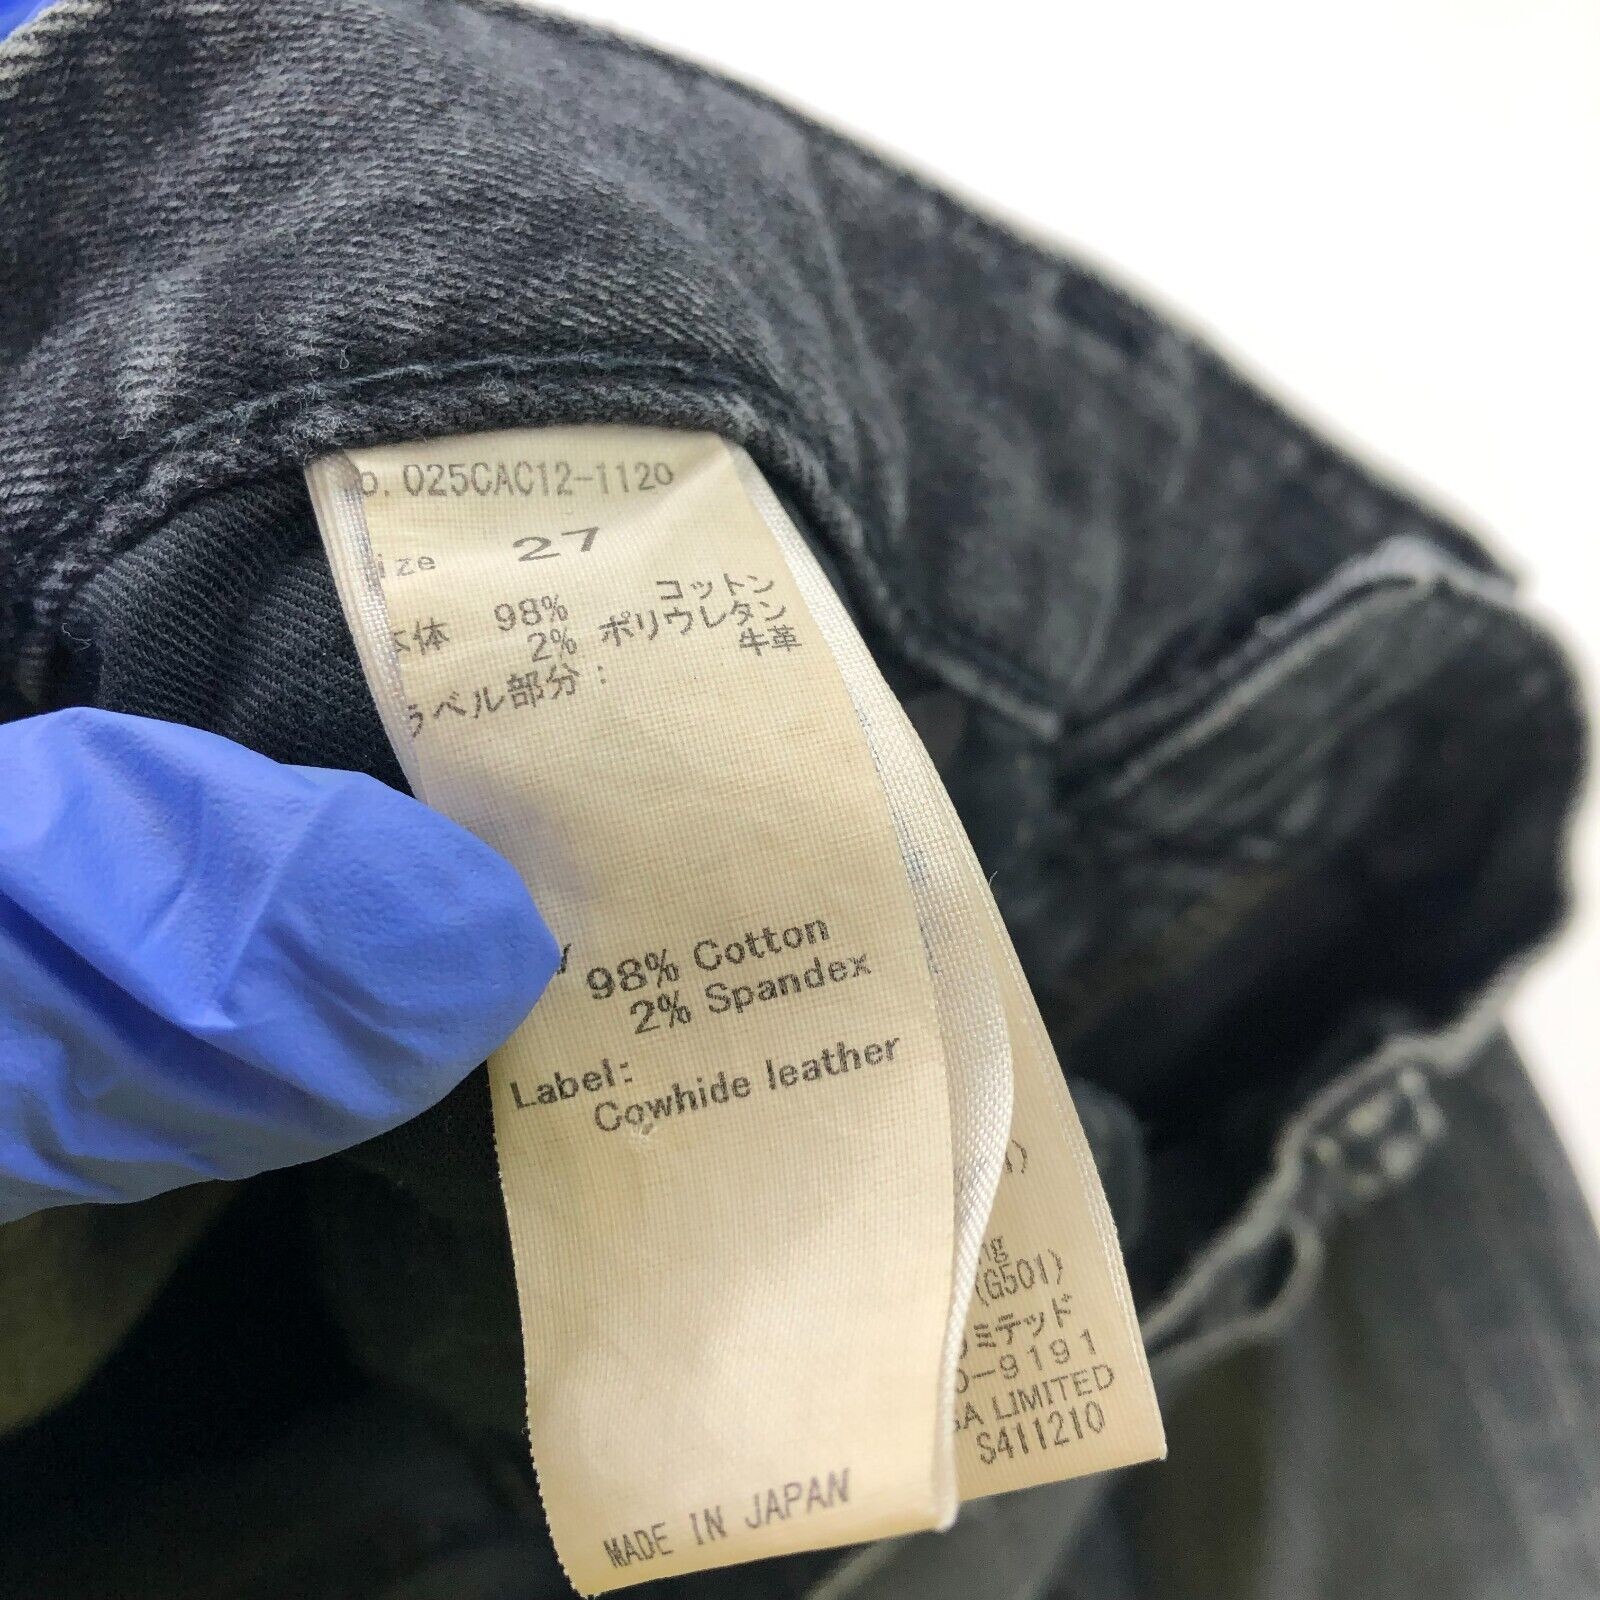 o. 025CAC12-1120
ize 27
本体 98% コットン
2% ポリウレタン
ラベル部分: 牛革
98% Cotton
2% Spandex
Label:
Cowhide leather
MADE IN JAPAN
(G501)
ミテッド
-9191
LIMITED
S411210